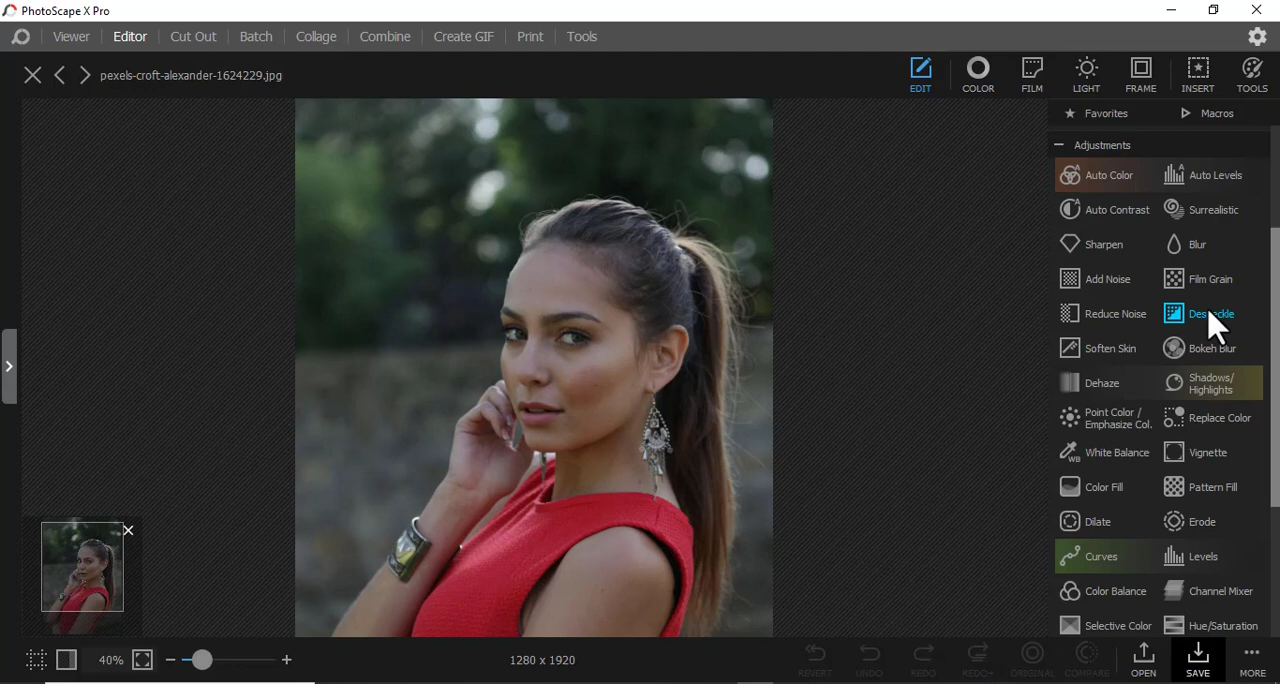 PhotoScape X Pro
Viewer Editor Cut Out Batch Collage Combine Create GIF Print Tools
pexels-croft-alexander-1624229.jpg
EDIT COLOR FILM LIGHT FRAME INSERT TOOLS
Favorites Macros
Adjustments
Auto Color Auto Levels
Auto Contrast Surrealistic
Sharpen Blur
Add Noise Film Grain
Reduce Noise
Soften Skin Bokeh Blur
Dehaze Shadows/
Highlights
Point Color /
Emphasize Col. Replace Color
White Balance Vignette
Color Fill Pattern Fill
Dilate Erode
Curves Levels
Color Balance Channel Mixer
Selective Color Hue/Saturation
40% 1280 x 1920
REVERT UNDO REDO REDO+ ORIGINAL COMPARE OPEN SAVE MORE